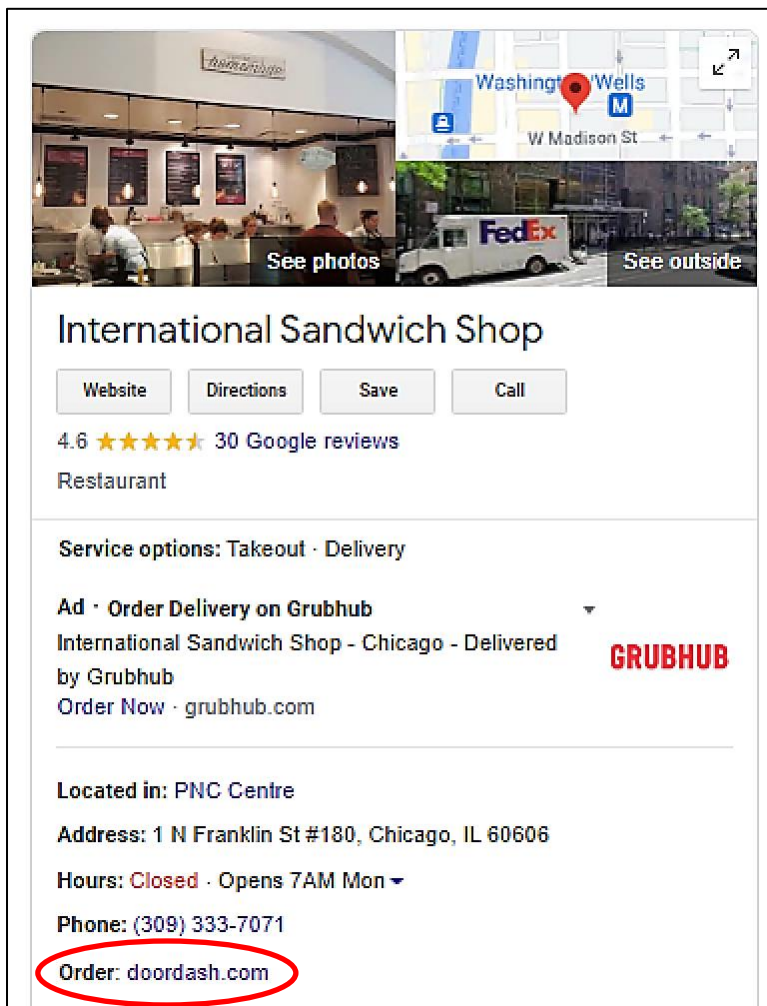 Washingt
Wells
M
W Madison St
FedEx
See photos
See outside
International Sandwich Shop
Website
Directions
Save
Call
4.6
30 Google reviews
Restaurant
Service options: Takeout · Delivery
Ad · Order Delivery on Grubhub
International Sandwich Shop - Chicago - Delivered
by Grubhub
GRUBHUB
Order Now · grubhub.com
Located in: PNC Centre
Address: 1 N Franklin St #180, Chicago, IL 60606
Hours: Closed · Opens 7AM Mon
Phone: (309) 333-7071
Order: doordash.com